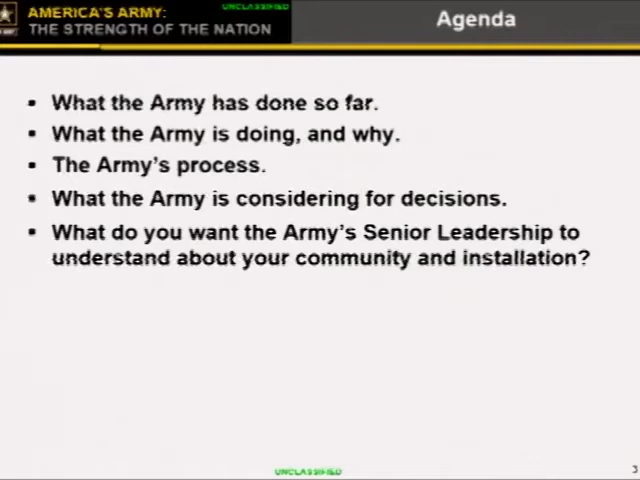 UNCLASSIFIED
AMERICA'S ARMY:
THE STRENGTH OF THE NATION
Agenda
▪ What the Army has done so far.
▪ What the Army is doing, and why.
▪ The Army's process.
▪ What the Army is considering for decisions.
▪ What do you want the Army's Senior Leadership to
understand about your community and installation?
UNCLASSIFIED
3